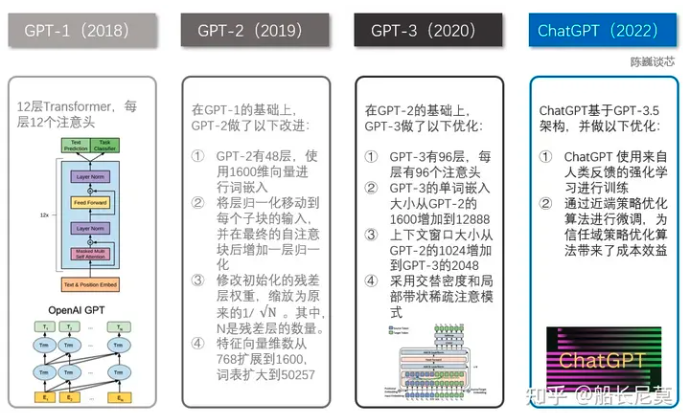 GPT-1（2018）
GPT-2（2019）
GPT-3（2020）
ChatGPT（2022）
陈巍谈芯
12层Transformer，每
层12个注意头
Text
Prediction
Task
Classifier
Layer Norm
Feed Forward
12x
Layer Norm
Masked Multi
Self Attention
Text & Position Embed
OpenAI GPT
T₁ T₂ ... Tₙ
Trm Trm ... Trm
Trm Trm ... Trm
E₁ E₂ ... Eₙ
在GPT-1的基础上，
GPT-2做了以下改进：
① GPT-2有48层，使
用1600维向量进
行词嵌入
② 将层归一化移动到
每个子块的输入，
并在最终的自注意
块后增加一层归一
化
③ 修改初始化的残差
层权重，缩放为原
来的1/ √N 。其中，
N是残差层的数量。
④ 特征向量维数从
768扩展到1600，
词表扩大到50257
在GPT-2的基础上，
GPT-3做了以下优化：
① GPT-3有96层，每
层有96个注意头
② GPT-3的单词嵌入
大小从GPT-2的
1600增加到12888
③ 上下文窗口大小从
GPT-2的1024增加
到GPT-3的2048
④ 采用交替密度和局
部带状稀疏注意模
式
ChatGPT基于GPT-3.5
架构，并做以下优化：
① ChatGPT 使用来自
人类反馈的强化学
习进行训练
② 通过近端策略优化
算法进行微调，为
信任域策略优化算
法带来了成本效益
ChatGPT
知乎 @船长尼莫